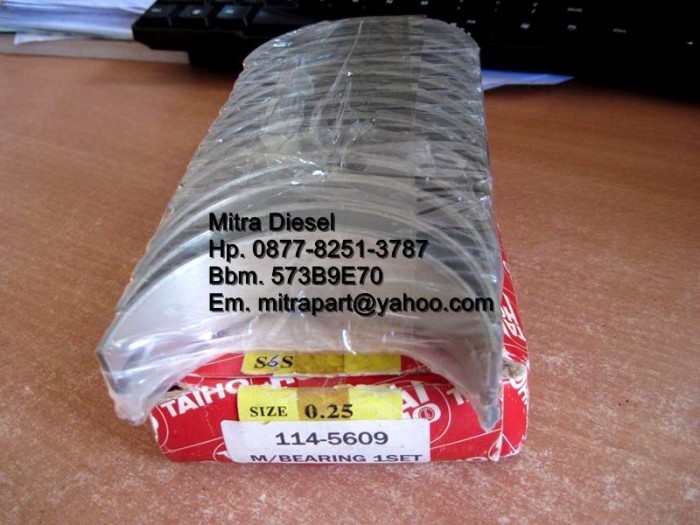 Mitra Diesel
Hp. 0877-8251-3787
Bbm. 573B9E70
Em. mitrapart@yahoo.com
S6S
TAIHO
SIZE 0.25
114-5609
M/BEARING 1SET